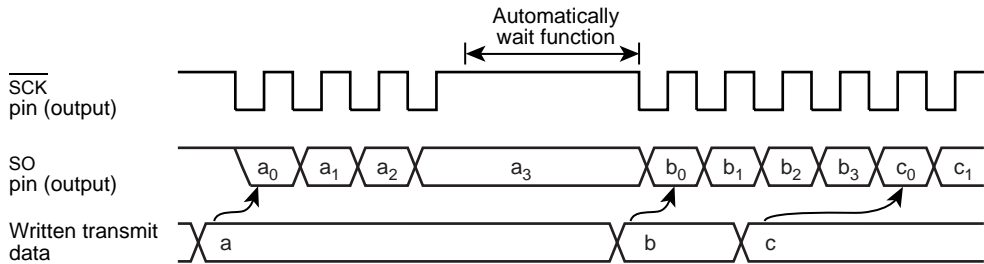 Automatically
wait function
SCK
pin (output)
SO
pin (output)
a0 a1 a2 a3 b0 b1 b2 b3 c0 c1
Written transmit
data
a b c